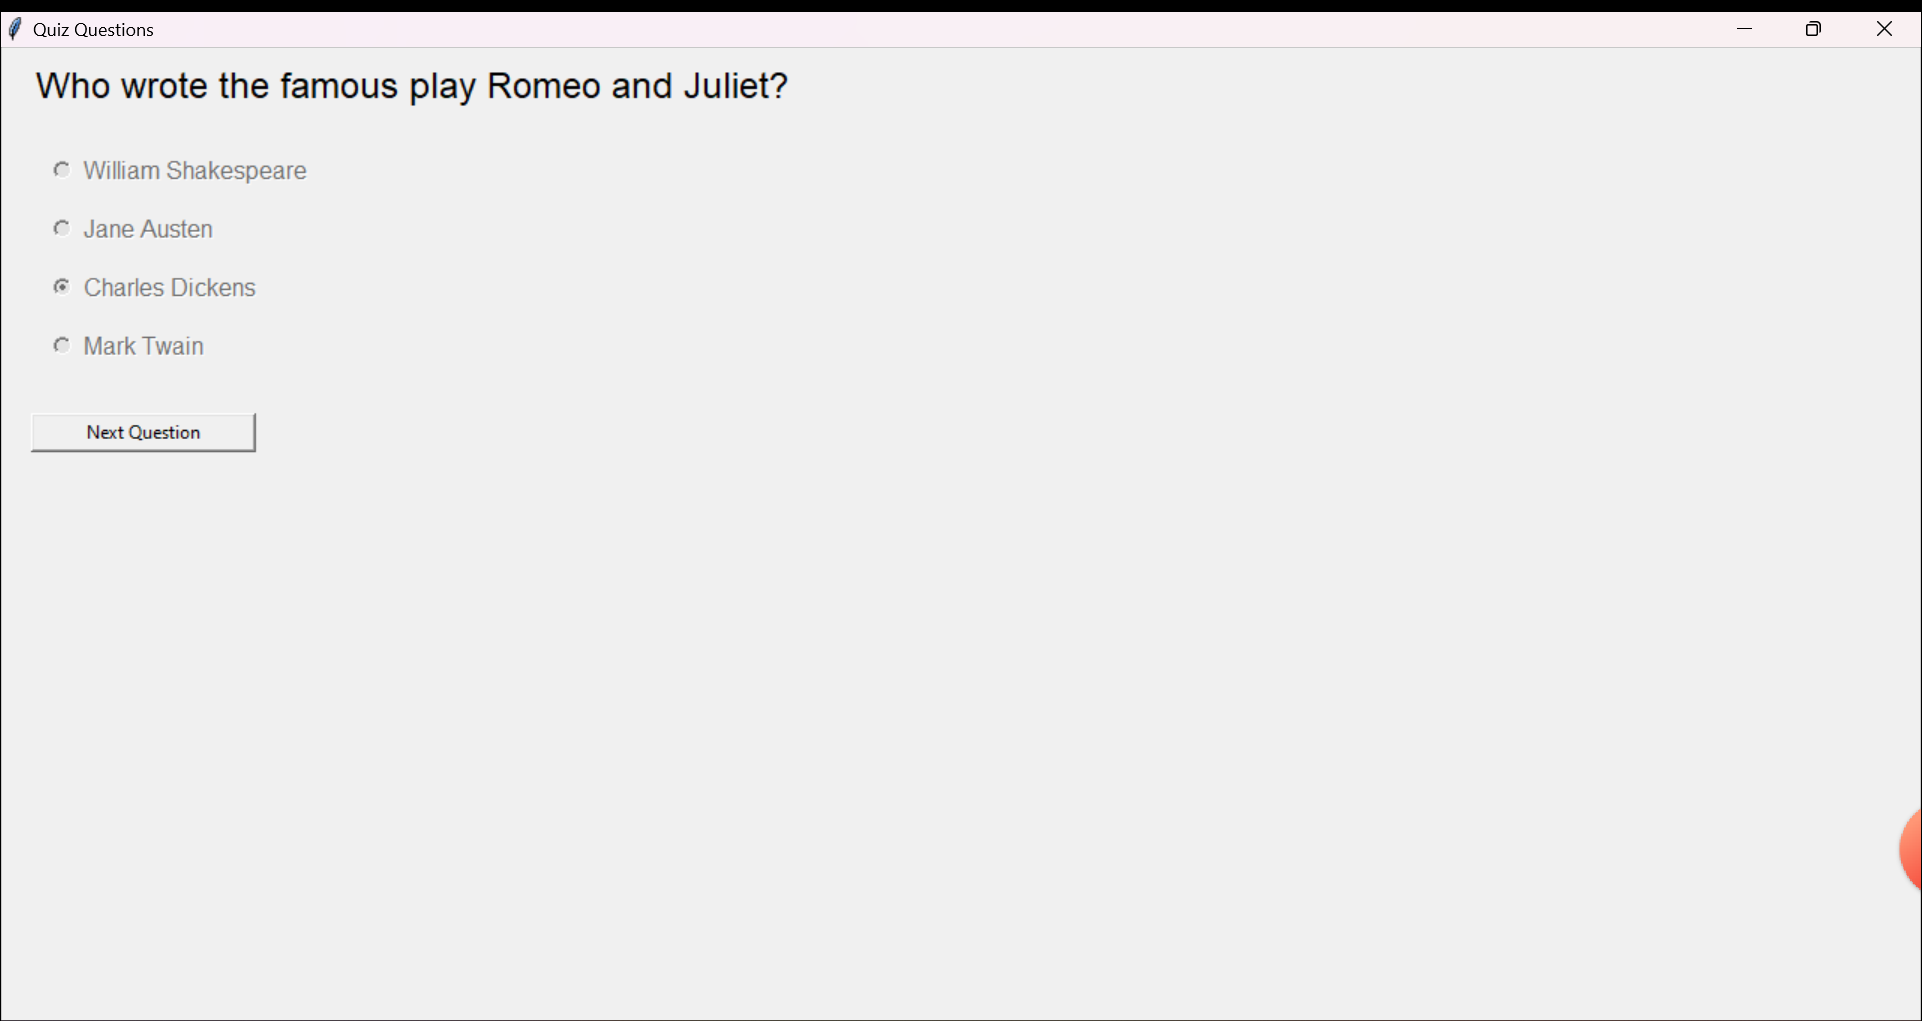 Quiz Questions
Who wrote the famous play Romeo and Juliet?
William Shakespeare
Jane Austen
Charles Dickens
Mark Twain
Next Question